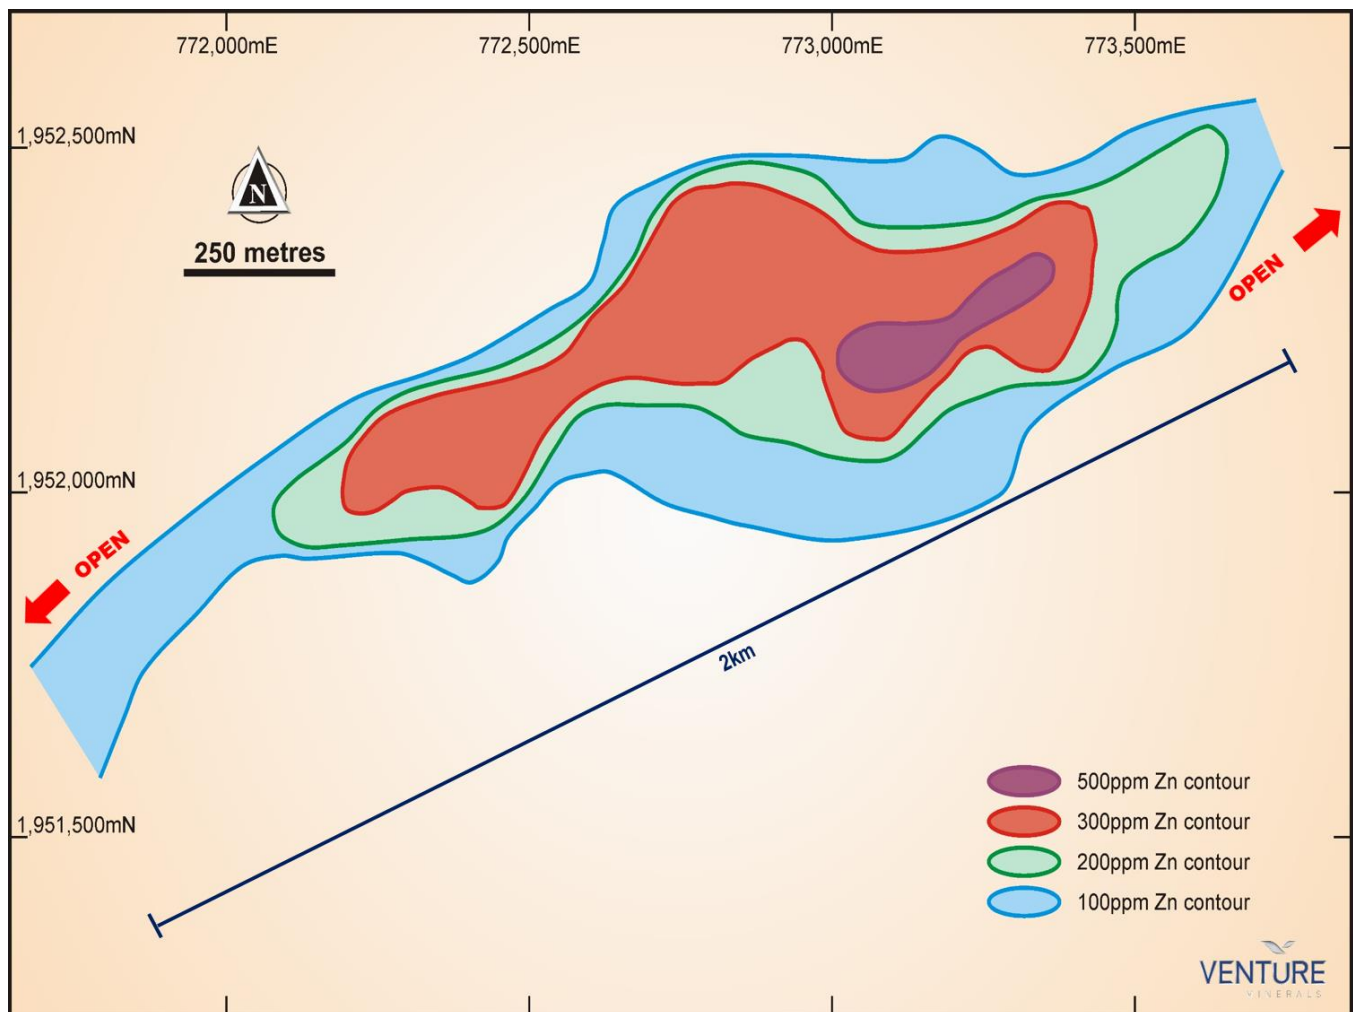 772,000mE
772,500mE
773,000mE
773,500mE
1,952,500mN
N
250 metres
OPEN
1,952,000mN
OPEN
2km
500ppm Zn contour
1,951,500mN
300ppm Zn contour
200ppm Zn contour
100ppm Zn contour
VENTURE
MINERALS